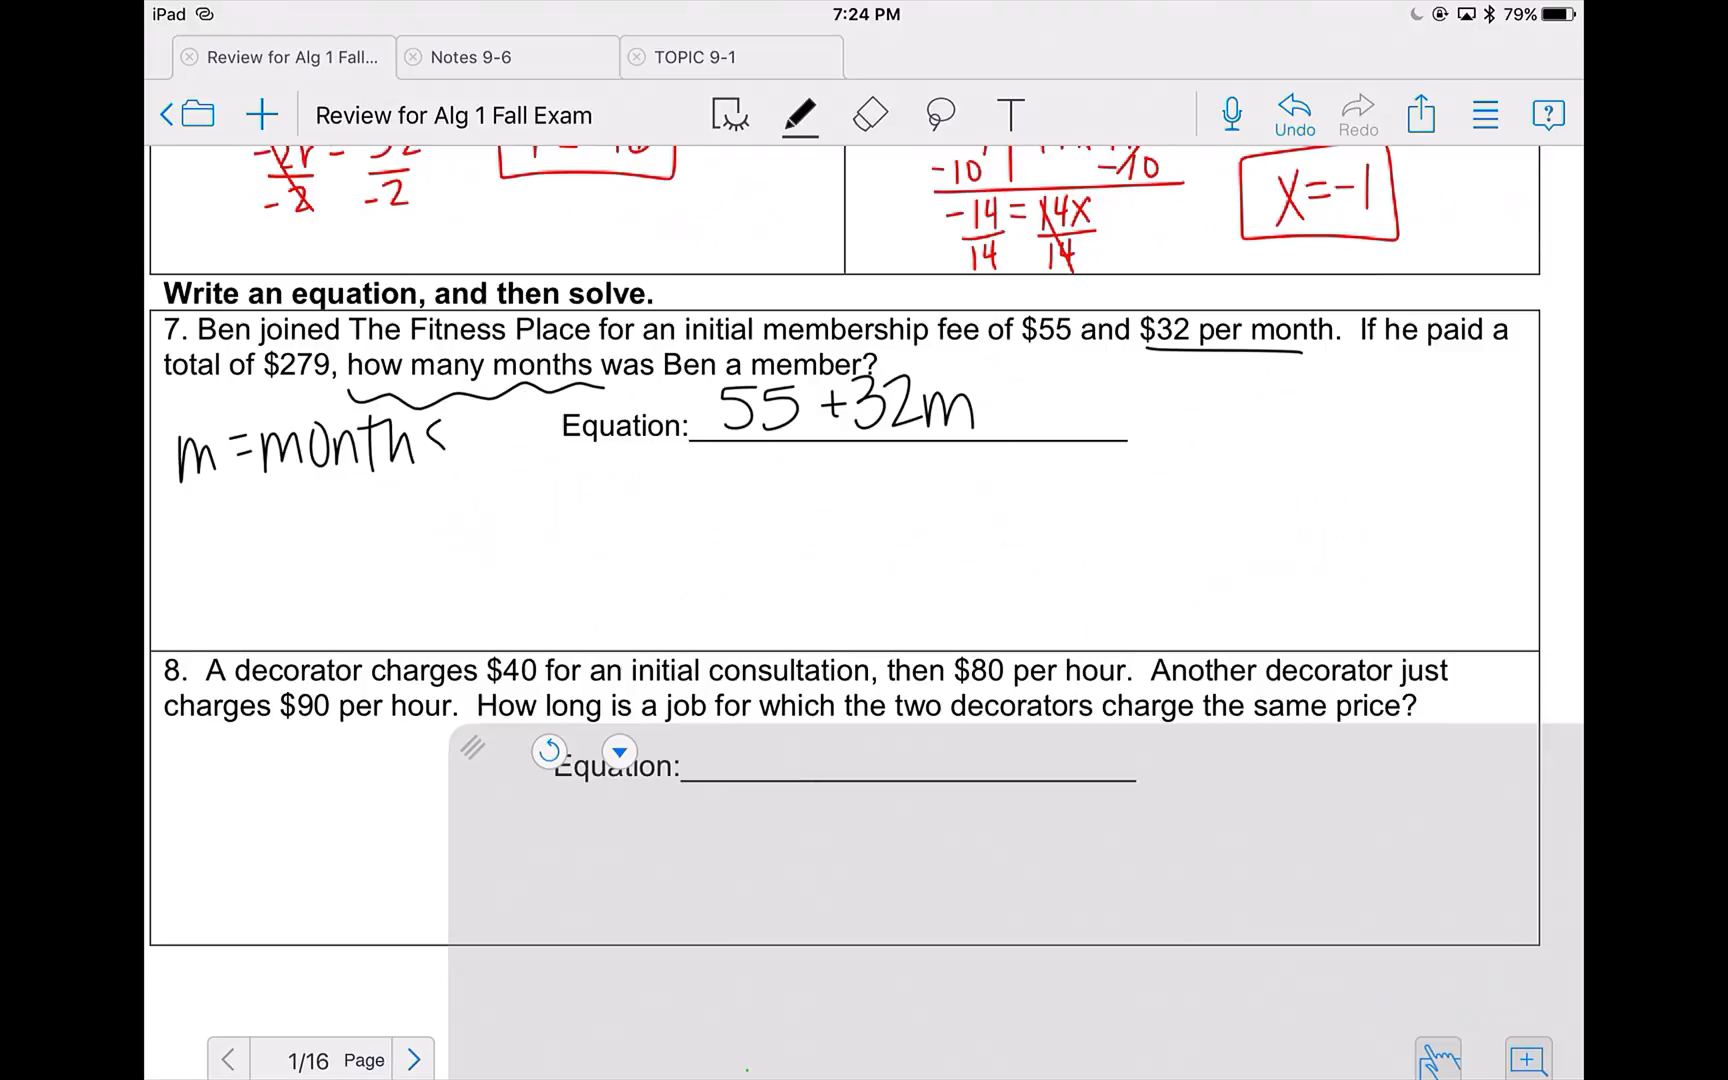 iPad 7:24 PM 79%
Review for Alg 1 Fall... Notes 9-6 TOPIC 9-1
Review for Alg 1 Fall Exam T Undo Redo
-10 -10
-2 -2
-14 = 14x x=-1
14 14
Write an equation, and then solve.
7. Ben joined The Fitness Place for an initial membership fee of $55 and $32 per month. If he paid a
total of $279, how many months was Ben a member?
m = months
Equation: 55 + 32m
8. A decorator charges $40 for an initial consultation, then $80 per hour. Another decorator just
charges $90 per hour. How long is a job for which the two decorators charge the same price?
Equation:
1/16 Page